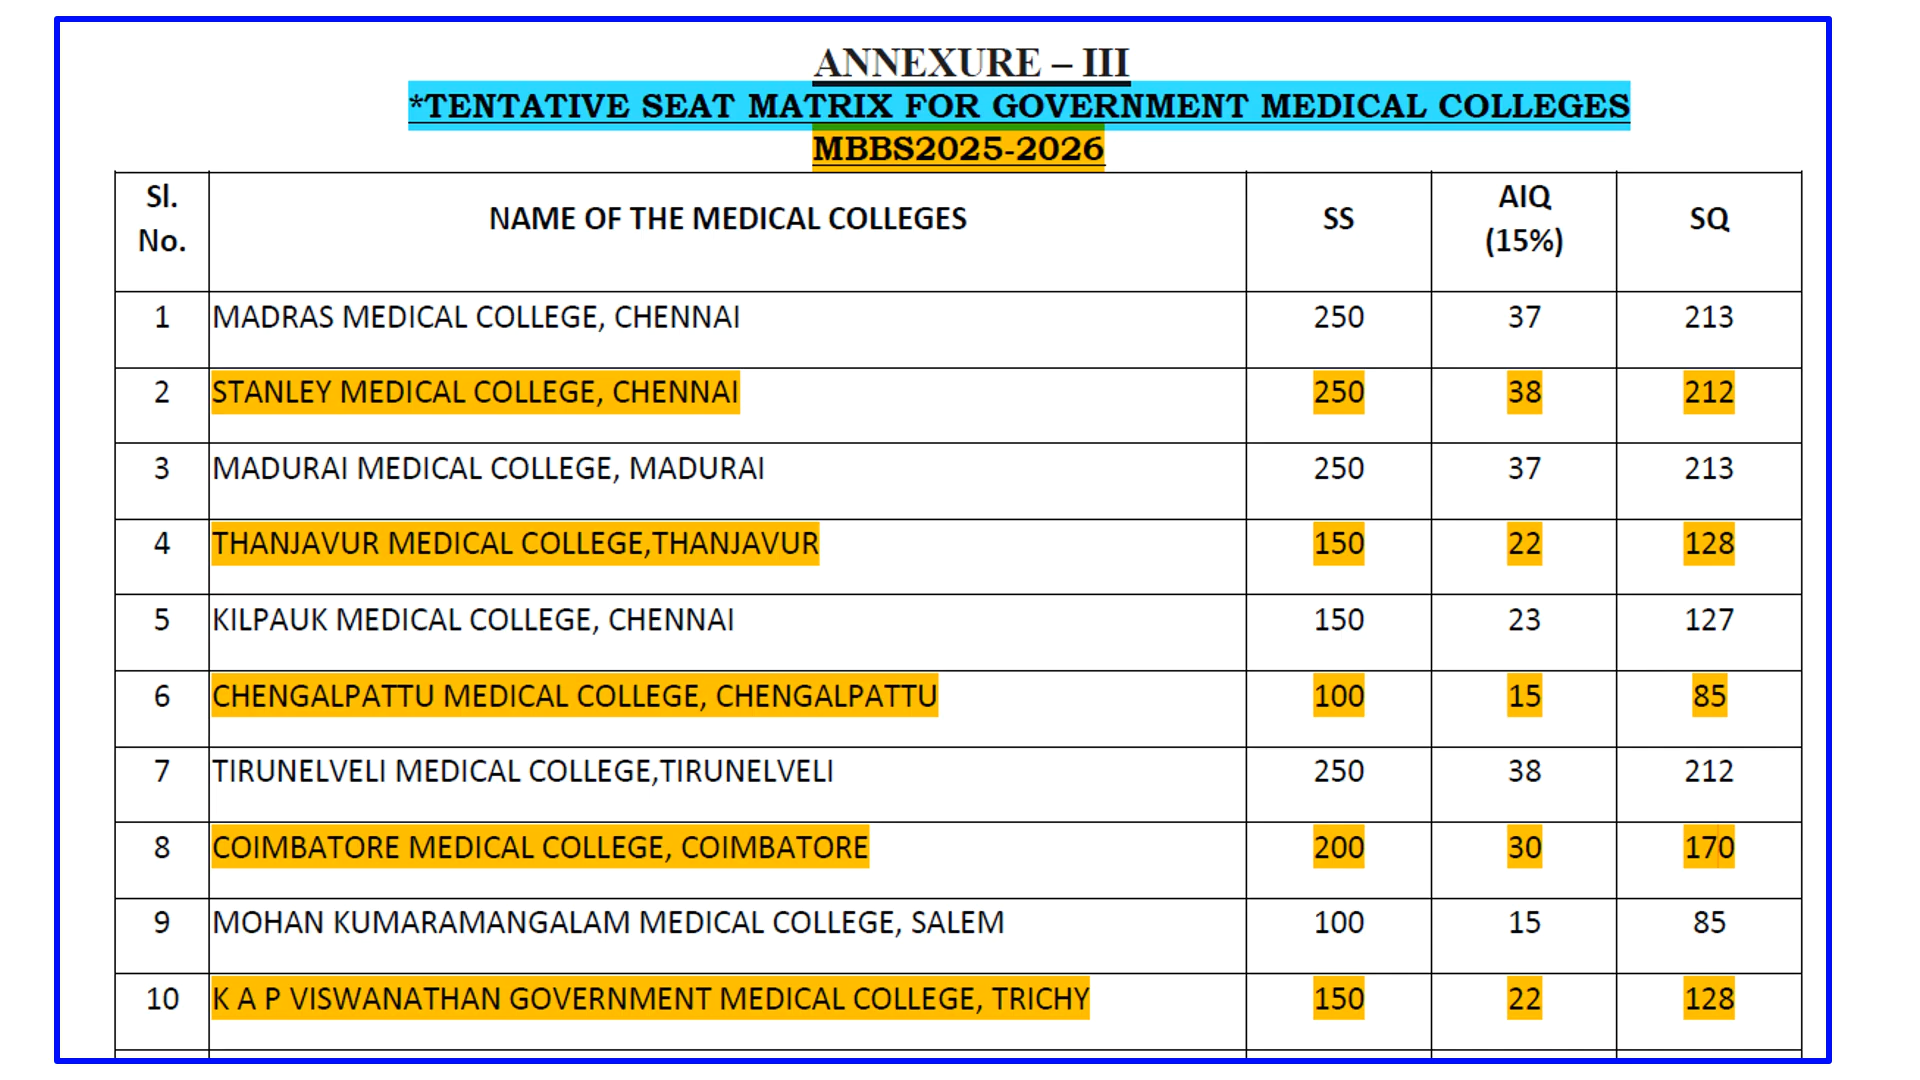 ANNEXURE – III
*TENTATIVE SEAT MATRIX FOR GOVERNMENT MEDICAL COLLEGES
MBBS2025-2026
Sl. No. NAME OF THE MEDICAL COLLEGES SS AIQ (15%) SQ
1 MADRAS MEDICAL COLLEGE, CHENNAI 250 37 213
2 STANLEY MEDICAL COLLEGE, CHENNAI 250 38 212
3 MADURAI MEDICAL COLLEGE, MADURAI 250 37 213
4 THANJAVUR MEDICAL COLLEGE,THANJAVUR 150 22 128
5 KILPAUK MEDICAL COLLEGE, CHENNAI 150 23 127
6 CHENGALPATTU MEDICAL COLLEGE, CHENGALPATTU 100 15 85
7 TIRUNELVELI MEDICAL COLLEGE,TIRUNELVELI 250 38 212
8 COIMBATORE MEDICAL COLLEGE, COIMBATORE 200 30 170
9 MOHAN KUMARAMANGALAM MEDICAL COLLEGE, SALEM 100 15 85
10 K A P VISWANATHAN GOVERNMENT MEDICAL COLLEGE, TRICHY 150 22 128